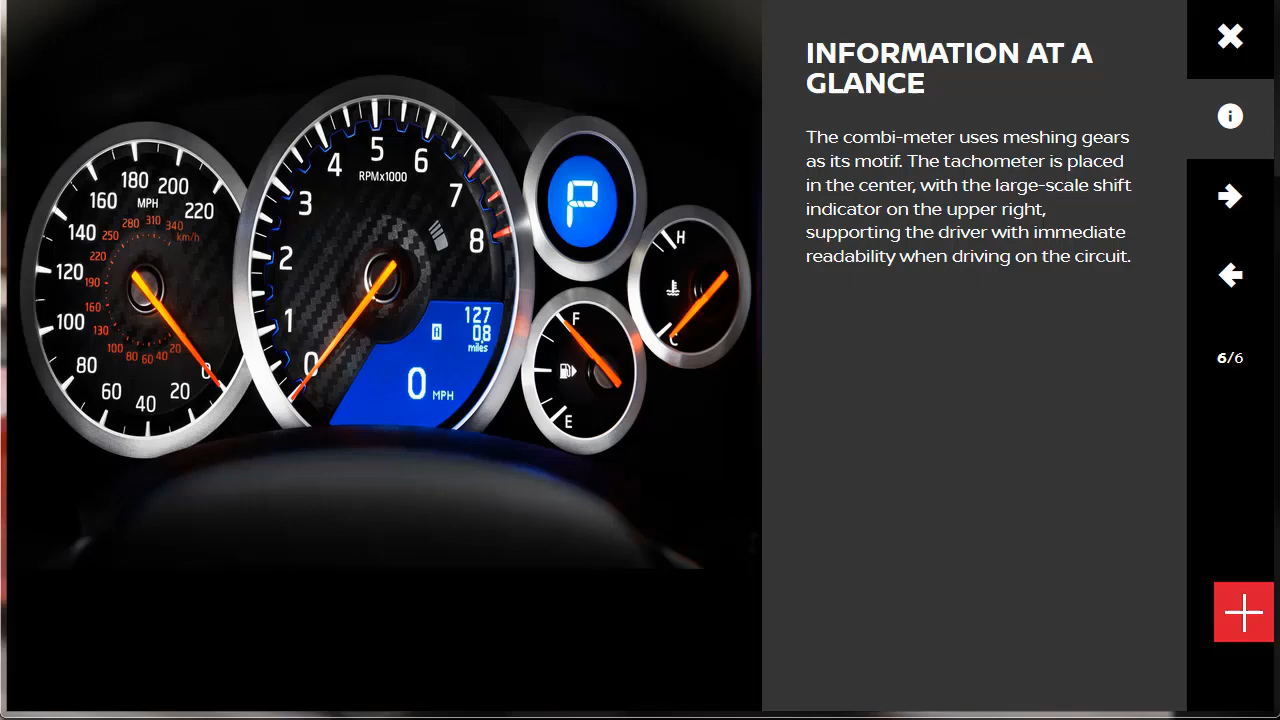 INFORMATION AT A
GLANCE
The combi-meter uses meshing gears
as its motif. The tachometer is placed
in the center, with the large-scale shift
indicator on the upper right,
supporting the driver with immediate
readability when driving on the circuit.
6/6
0
20
40
60
80
100
120
140
160
180
200
220
MPH
20
40
60
80
100
130
160
190
220
250
280
310
340
km/h
0
1
2
3
4
5
6
7
8
RPMx1000
127
08
miles
0 MPH
P
H
C
F
E